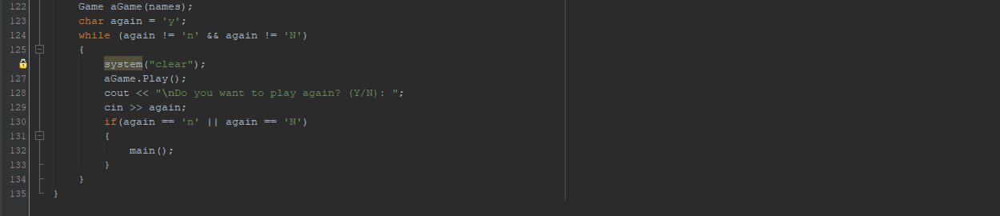 122 Game aGame(names);
123 char again = 'y';
124 while (again != 'n' && again != 'N')
125 {
system("clear");
127 aGame.Play();
128 cout << "\nDo you want to play again? (Y/N): ";
129 cin >> again;
130 if(again == 'n' || again == 'N')
131 {
132 main();
133 }
134 }
135 }